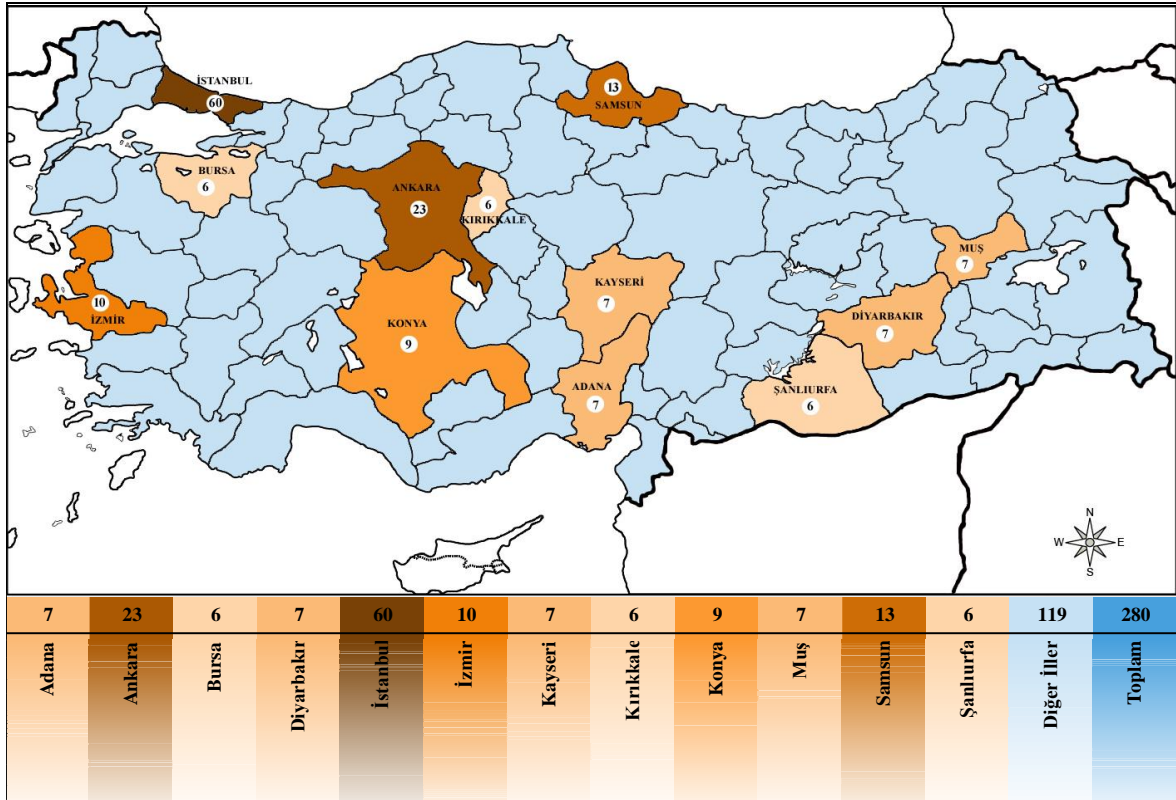 İSTANBUL
60
13
SAMSUN
BURSA
6
ANKARA
23
6
KIRIKKALE
MUŞ
7
KAYSERİ
7
10
İZMİR
KONYA
9
DİYARBAKIR
7
ADANA
7
ŞANLIURFA
6
N
W E
S
7 23 6 7 60 10 7 6 9 7 13 6 119 280
Adana Ankara Bursa Diyarbakır İstanbul İzmir Kayseri Kırıkkale Konya Muş Samsun Şanlıurfa Diğer İller Toplam